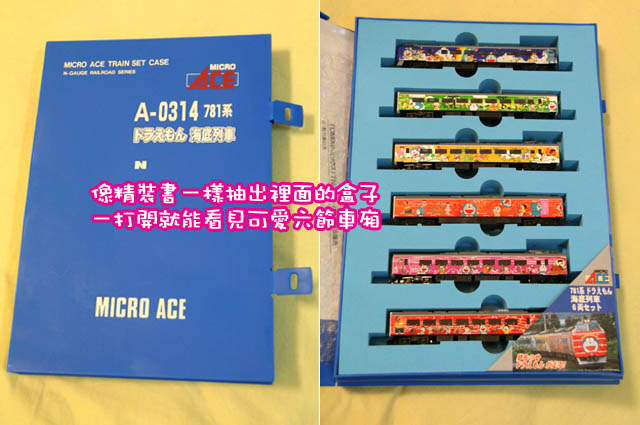 MICRO ACE TRAIN SET CASE
N-GAUGE RAILROAD SERIES
MICRO
ACE
A-0314 781系
ドラえもん 海底列車
N
像精裝書一樣抽出裡面的盒子
一打開就能看見可愛六節車廂
MICRO ACE
781系 ドラえもん
海底列車
6両セット